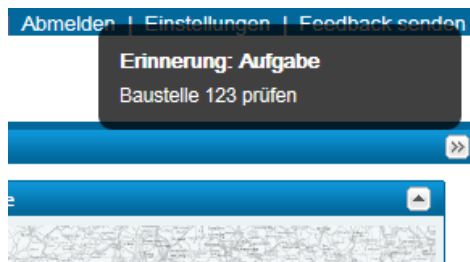 Abmelden | Einstellungen | Feedback senden
Erinnerung: Aufgabe
Baustelle 123 prüfen